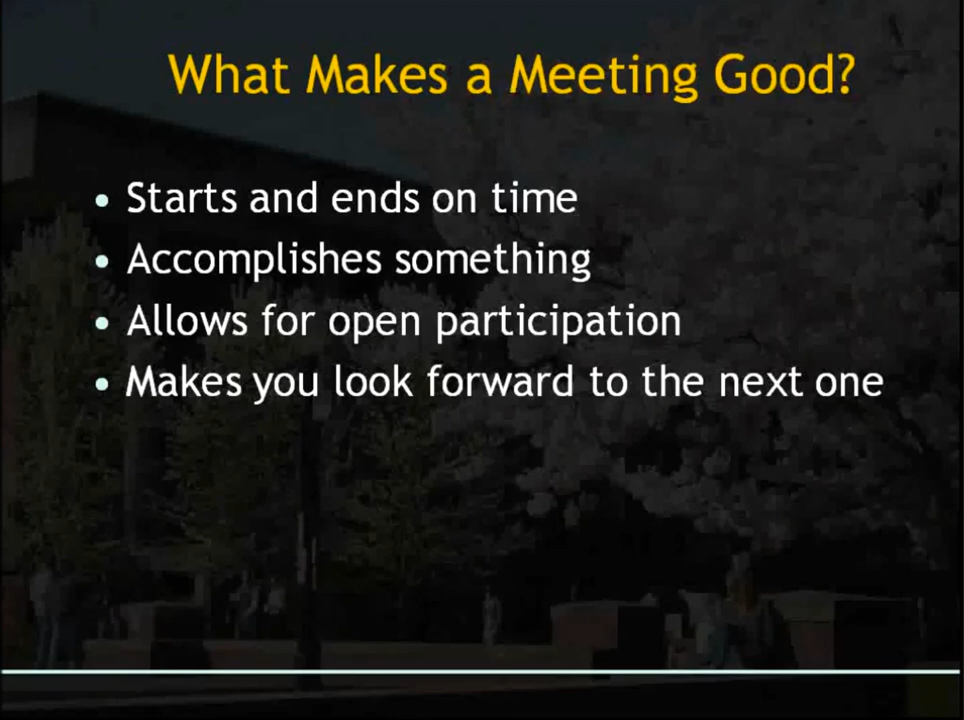 What Makes a Meeting Good?
• Starts and ends on time
• Accomplishes something
• Allows for open participation
• Makes you look forward to the next one